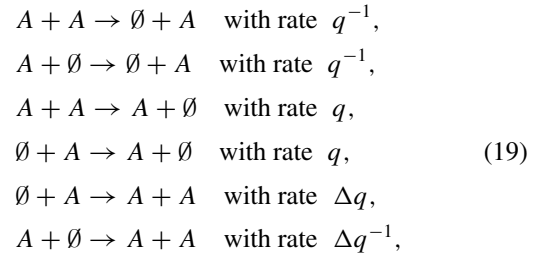 A + A → Ø + A with rate q⁻¹,
A + Ø → Ø + A with rate q⁻¹,
A + A → A + Ø with rate q,
Ø + A → A + Ø with rate q, (19)
Ø + A → A + A with rate Δq,
A + Ø → A + A with rate Δq⁻¹,